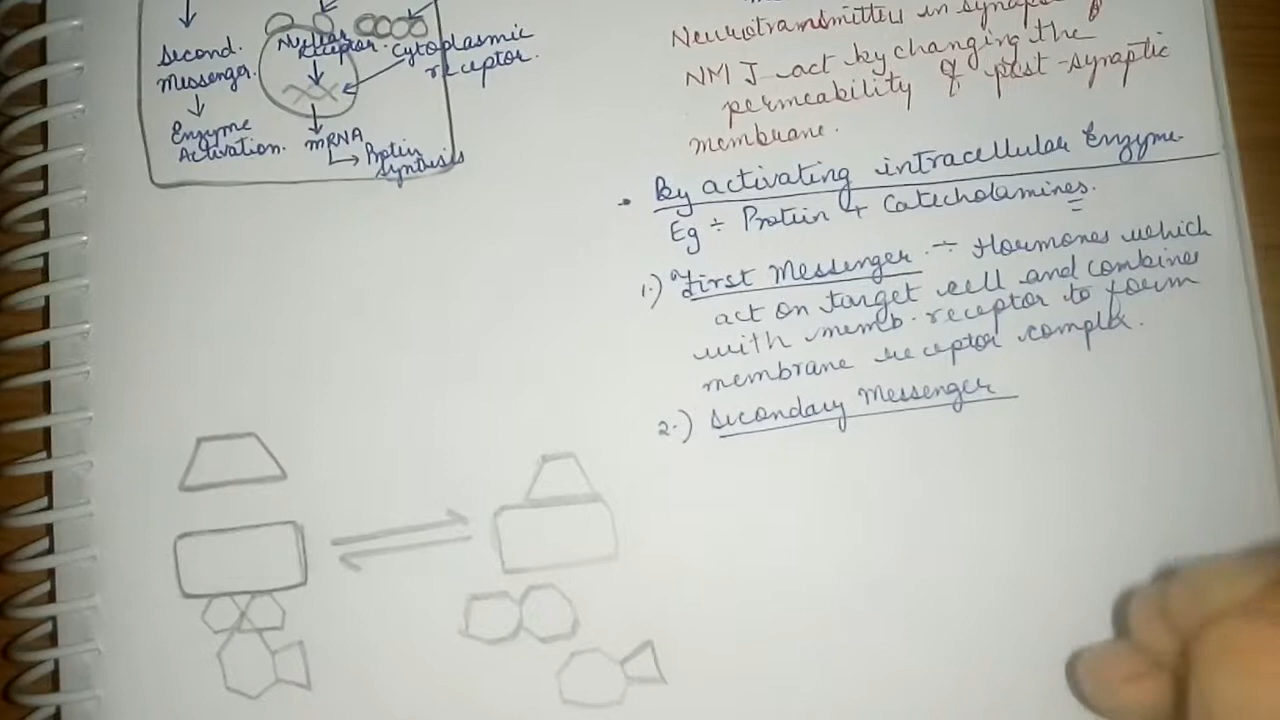 Second
Messenger.
Enzyme
Activation.
Nuclear
receptor.
cytoplasmic
receptor.
mRNA
Protein
synthesis
Neurotransmitter in synapse &
NMJ act by changing the
permeability of post-synaptic
membrane.
• By activating intracellular Enzyme
Eg ÷ Protein + Catecholamines.
1.) First Messenger ÷ Hormones which
act on target cell and combines
with memb. receptor to form
membrane receptor complex.
2.) Secondary Messenger